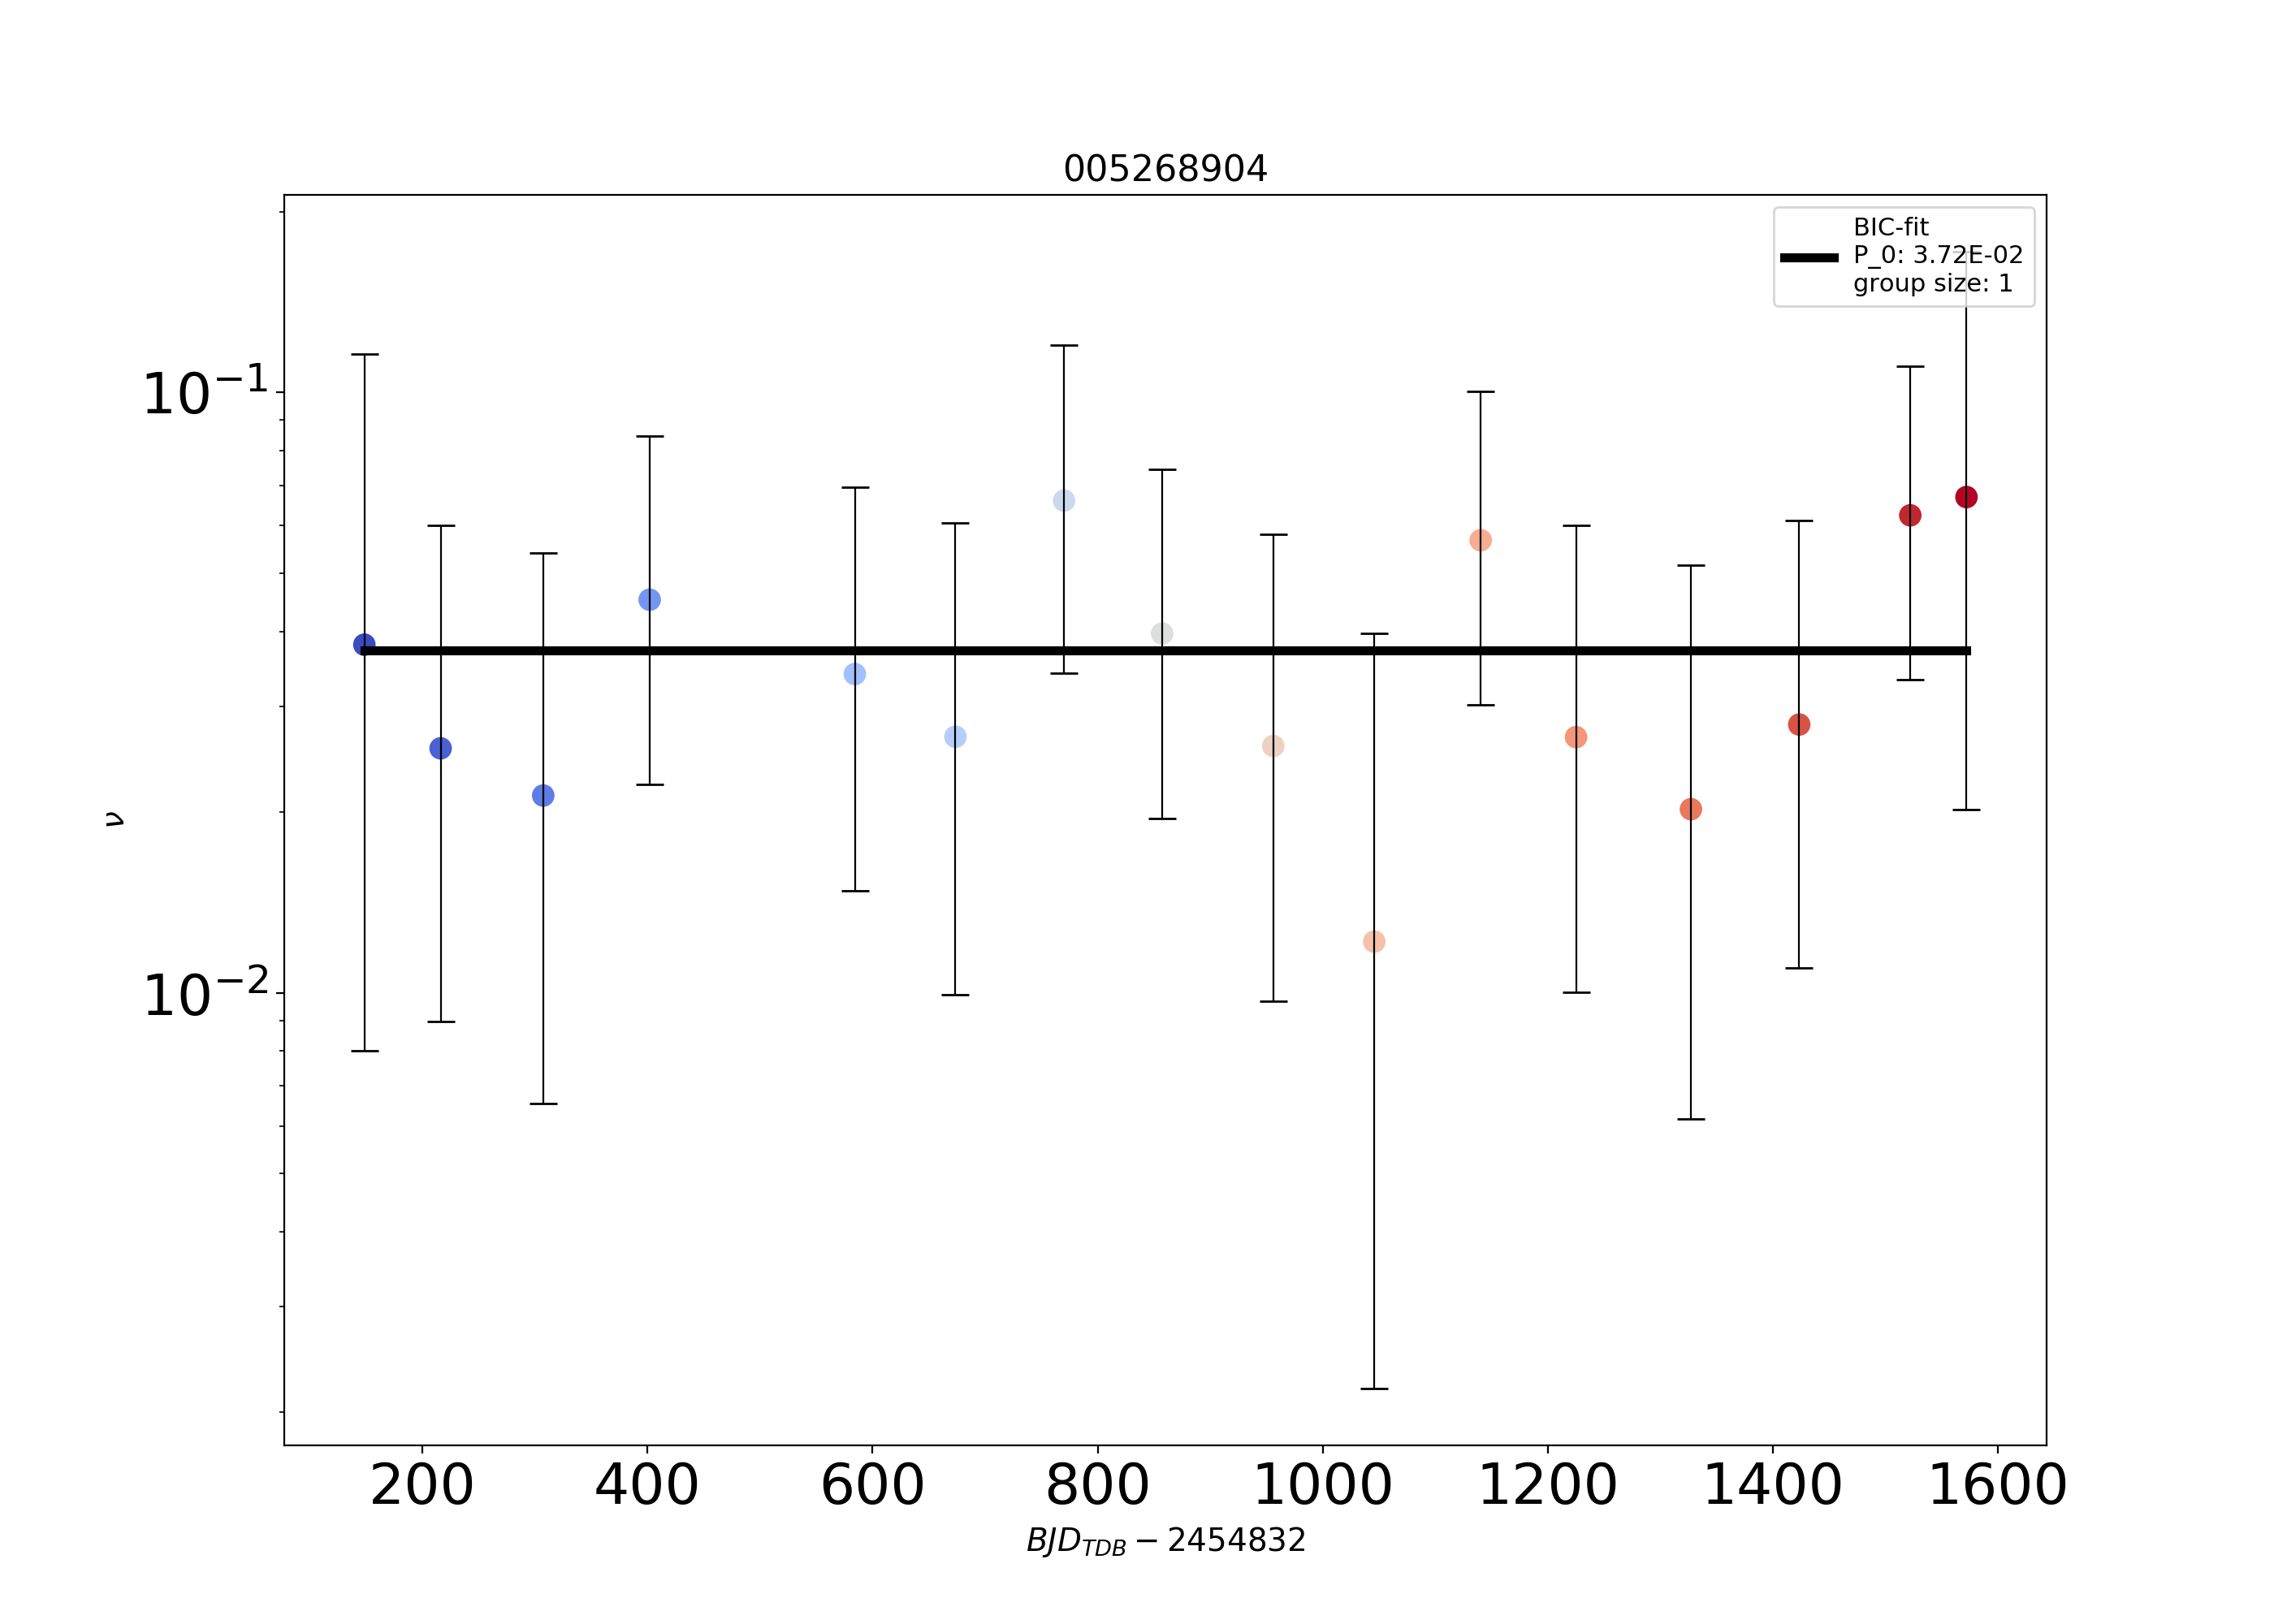 005268904
BIC-fit
P_0: 3.72E-02
group size: 1
10⁻¹
10⁻²
ν
200 400 600 800 1000 1200 1400 1600
BJD_TDB − 2454832